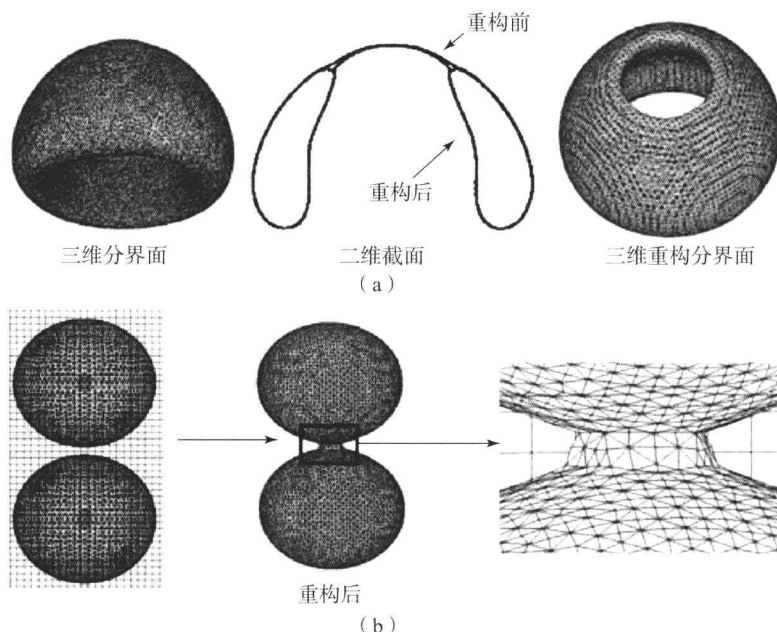 重构前
重构后
三维分界面
二维截面
三维重构分界面
（a）
重构后
（b）